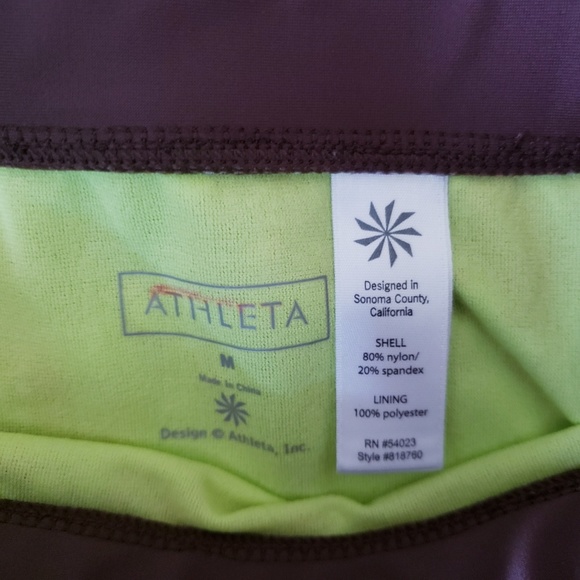 ATHLETA
M
Made in China
Design © Athleta, Inc.
Designed in
Sonoma County,
California
SHELL
80% nylon/
20% spandex
LINING
100% polyester
RN #54023
Style #818760